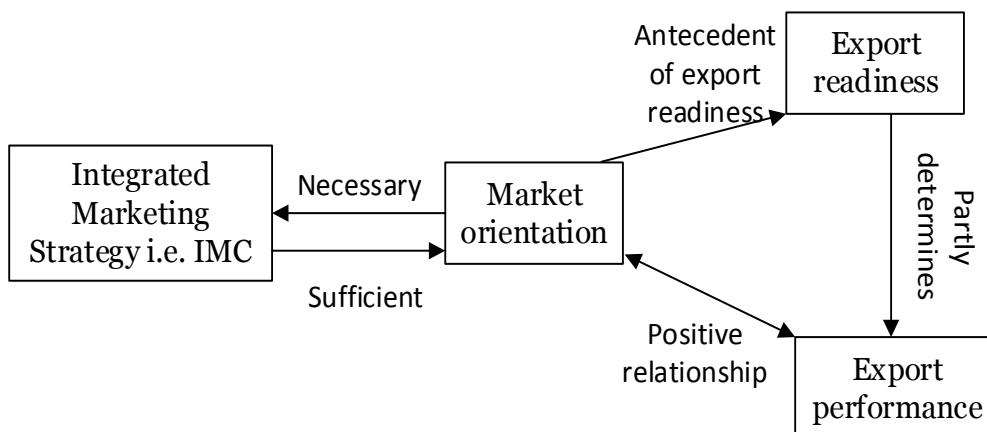 Antecedent
of export
readiness
Export
readiness
Integrated
Marketing
Strategy i.e. IMC
Necessary
Sufficient
Market
orientation
Partly
determines
Positive
relationship
Export
performance